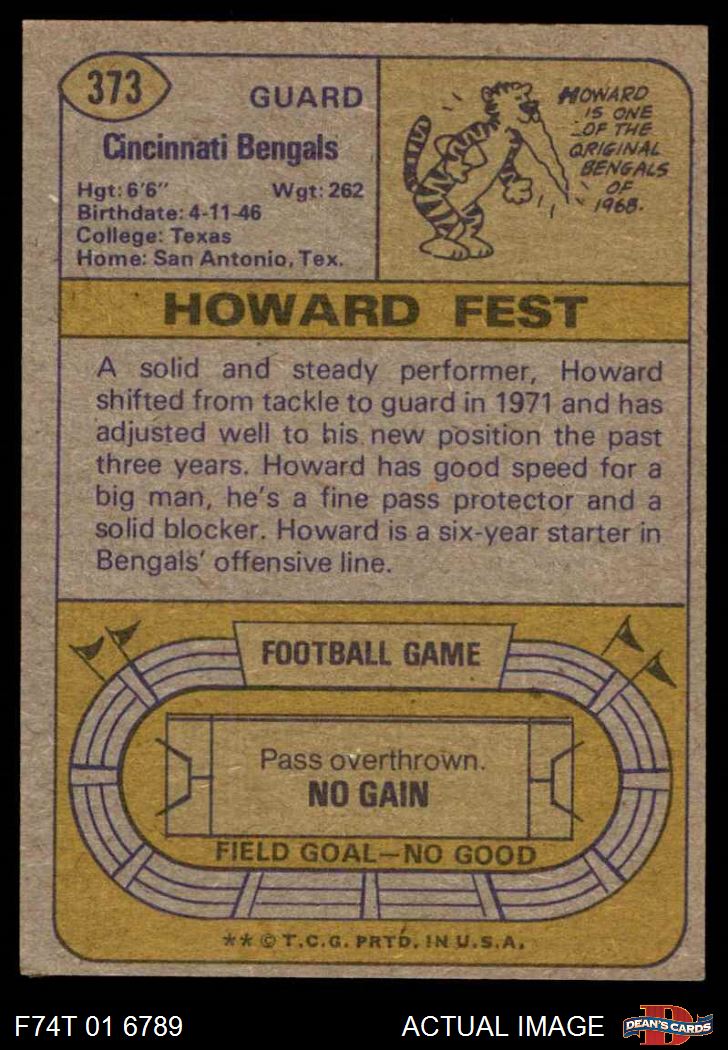 373
GUARD
Cincinnati Bengals
Hgt: 6'6" Wgt: 262
Birthdate: 4-11-46
College: Texas
Home: San Antonio, Tex.
HOWARD
IS ONE
OF THE
ORIGINAL
BENGALS
OF
1968.
HOWARD FEST
A solid and steady performer, Howard
shifted from tackle to guard in 1971 and has
adjusted well to his new position the past
three years. Howard has good speed for a
big man, he's a fine pass protector and a
solid blocker. Howard is a six-year starter in
Bengals' offensive line.
FOOTBALL GAME
Pass overthrown.
NO GAIN
FIELD GOAL—NO GOOD
** © T.C.G. PRTD. IN U.S.A.
F74T 01 6789
ACTUAL IMAGE
D
DEAN'S CARDS